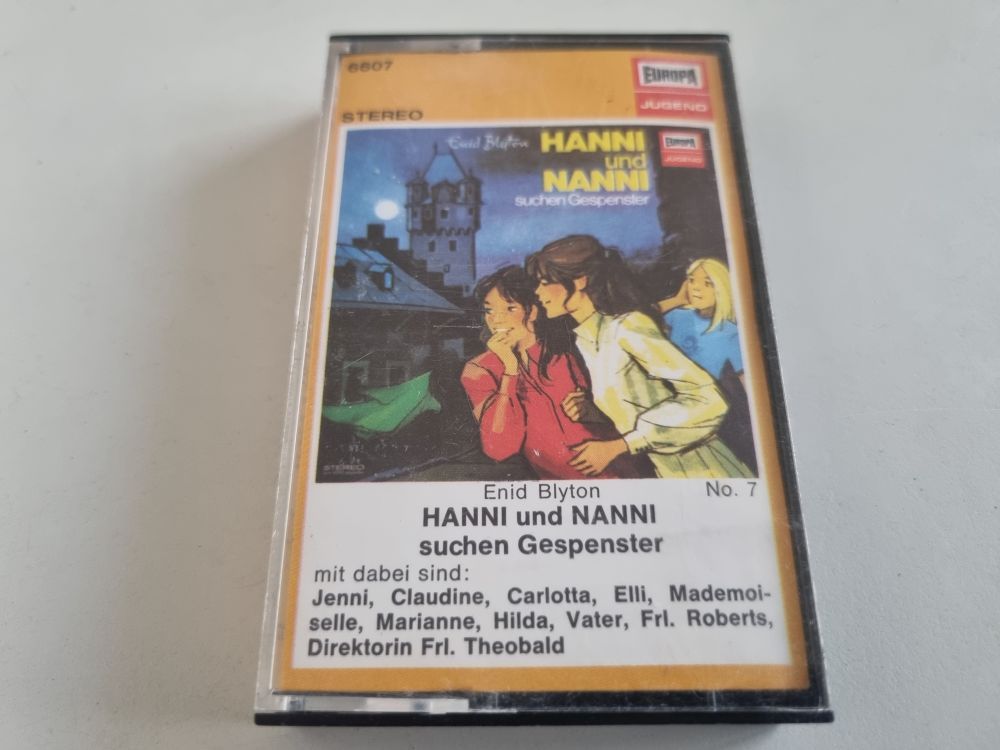 6607
EUROPA
JUGEND
STEREO
Enid Blyton
HANNI
und
NANNI
suchen Gespenster
EUROPA
JUGEND
STEREO
Enid Blyton No. 7
HANNI und NANNI
suchen Gespenster
mit dabei sind:
Jenni, Claudine, Carlotta, Elli, Mademoi-
selle, Marianne, Hilda, Vater, Frl. Roberts,
Direktorin Frl. Theobald